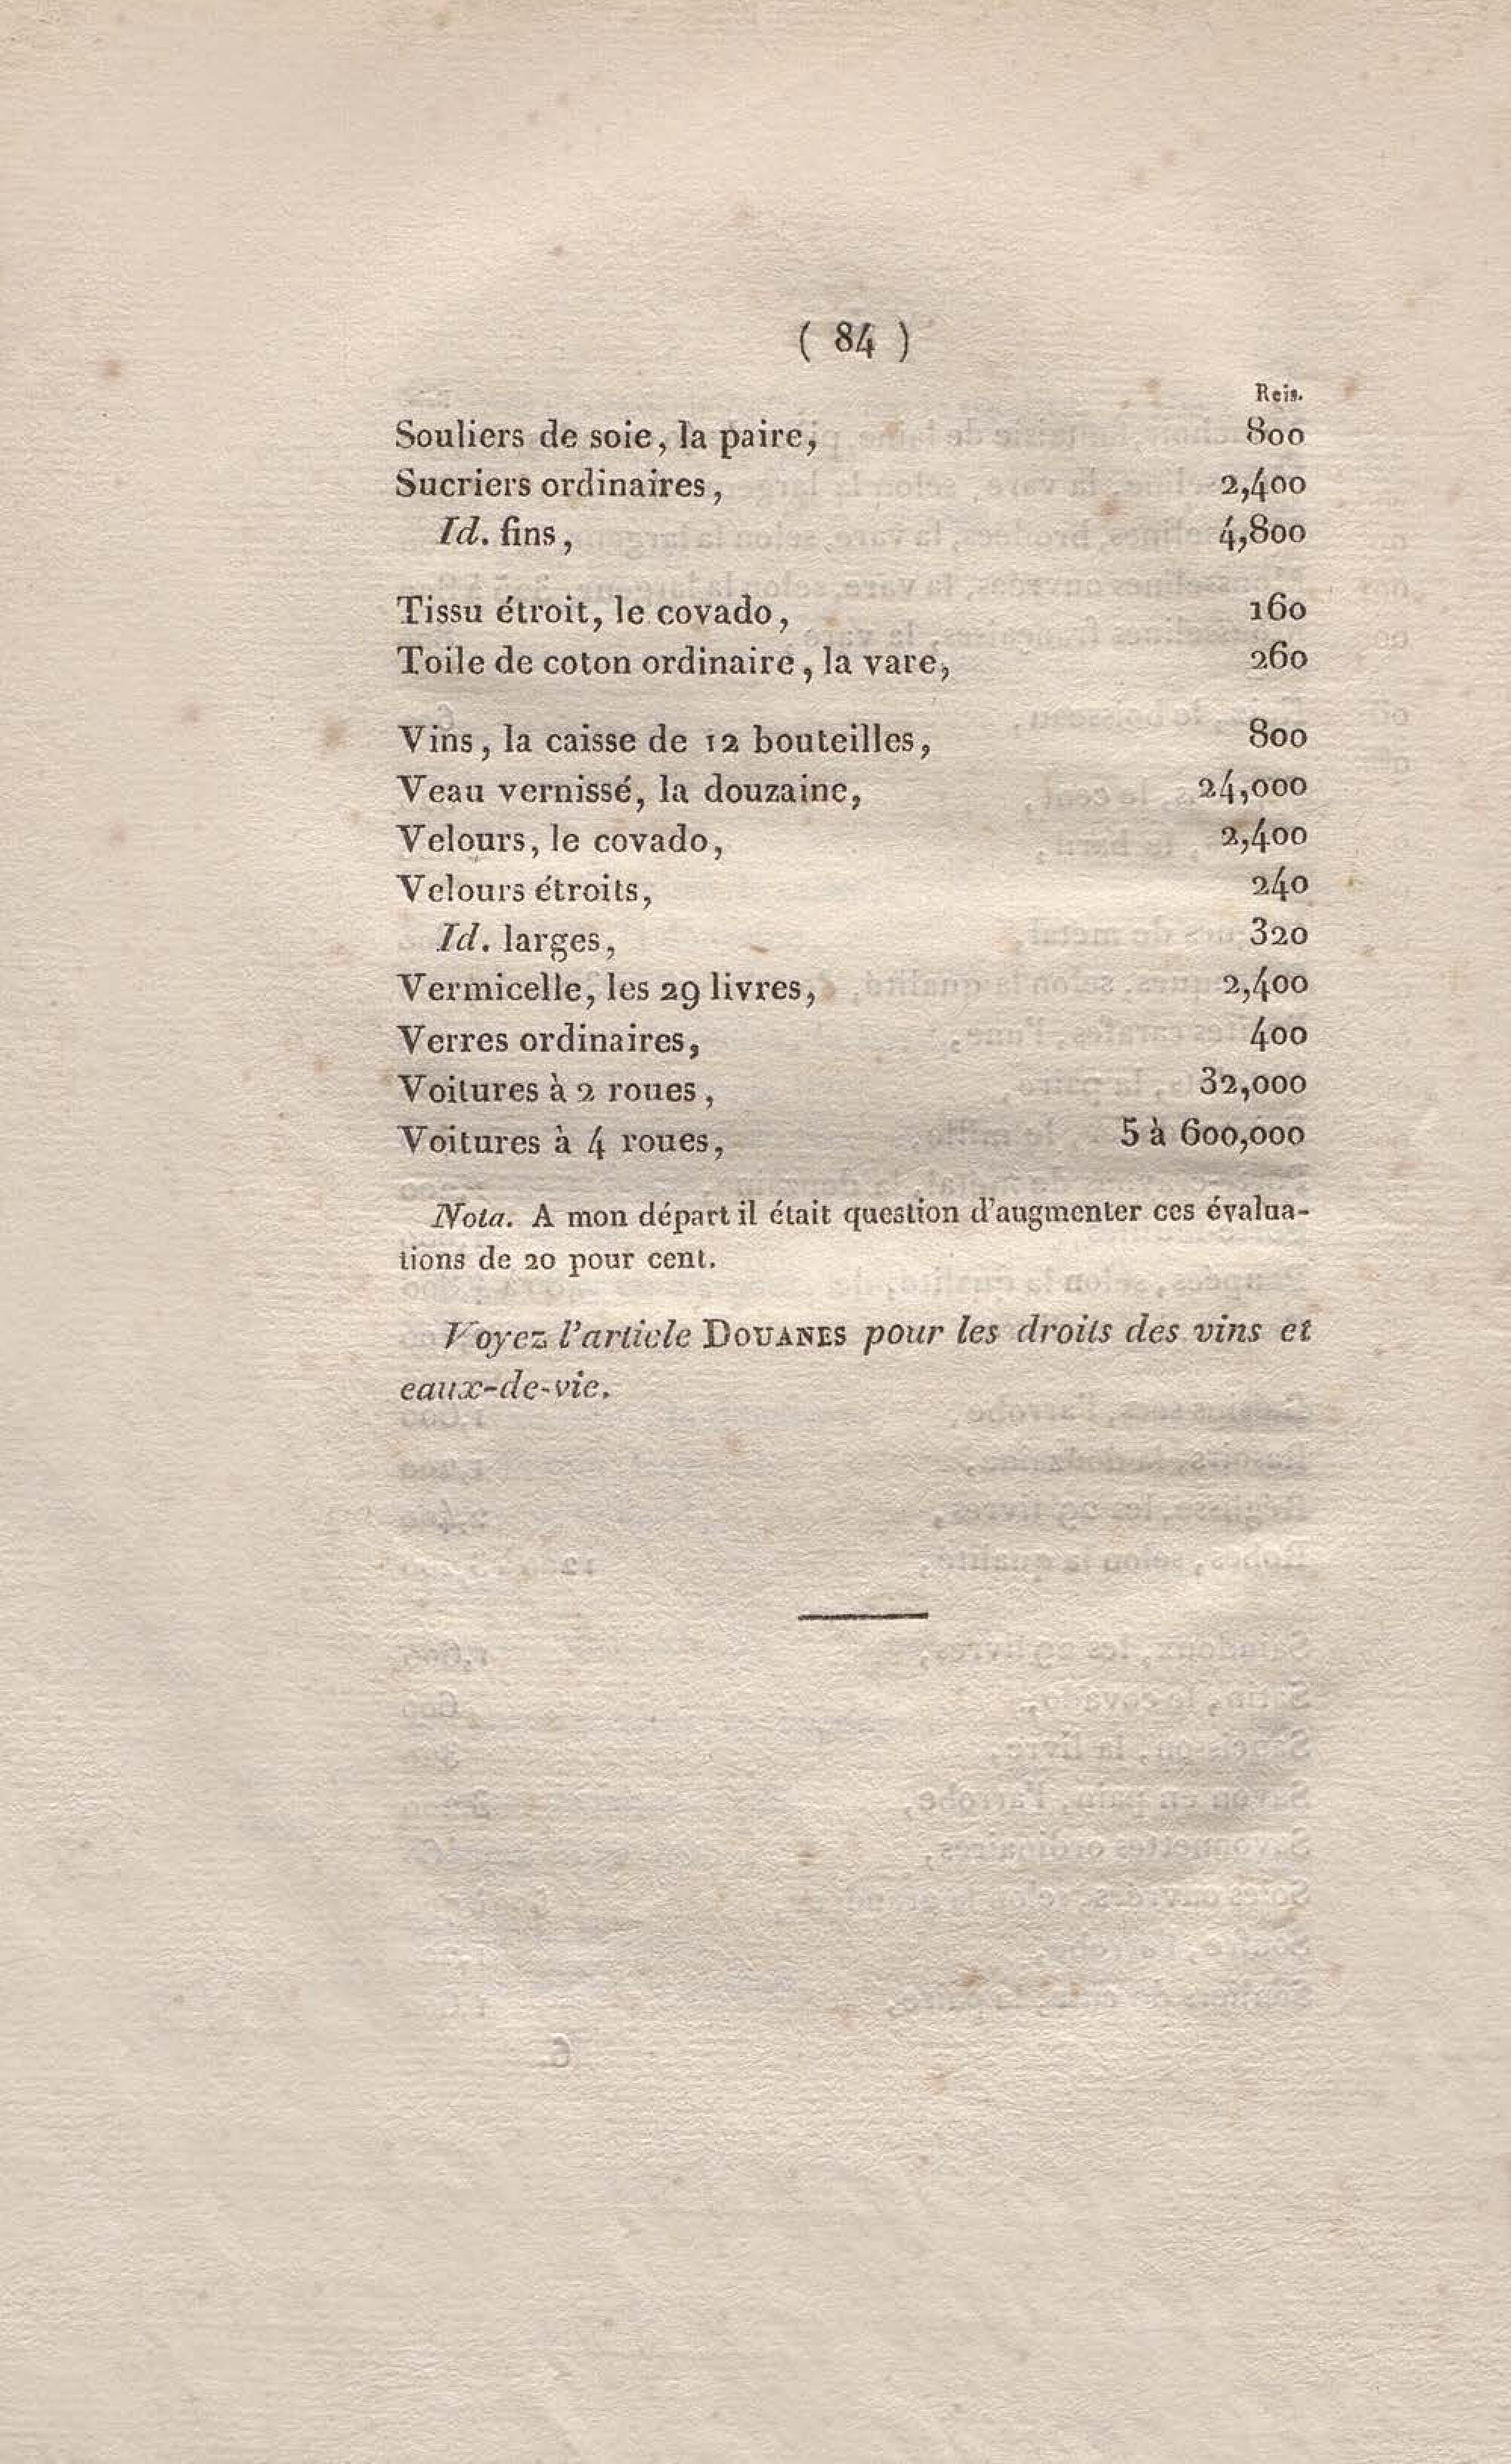 ( 84 )
Reis.
Souliers de soie, la paire, 800
Sucriers ordinaires, 2,400
Id. fins, 4,800
Tissu étroit, le covado, 160
Toile de coton ordinaire, la vare, 260
Vins, la caisse de 12 bouteilles, 800
Veau vernissé, la douzaine, 24,000
Velours, le covado, 2,400
Velours étroits, 240
Id. larges, 320
Vermicelle, les 29 livres, 2,400
Verres ordinaires, 400
Voitures à 2 roues, 32,000
Voitures à 4 roues, 5 à 600,000
Nota. A mon départ il était question d'augmenter ces évalua-
tions de 20 pour cent.
Voyez l'article DOUANES pour les droits des vins et
eaux-de-vie.